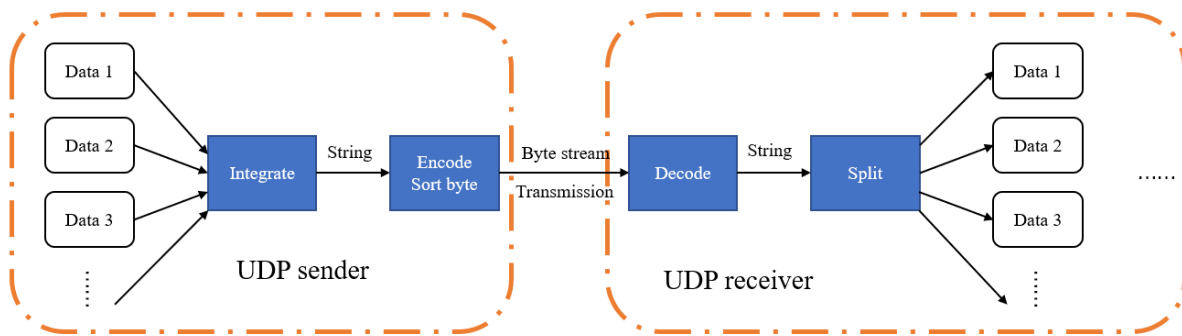 Data 1
Data 2
Data 3
......
Integrate
String
Encode
Sort byte
UDP sender
Byte stream
Transmission
Decode
String
Split
Data 1
Data 2
Data 3
......
......
UDP receiver